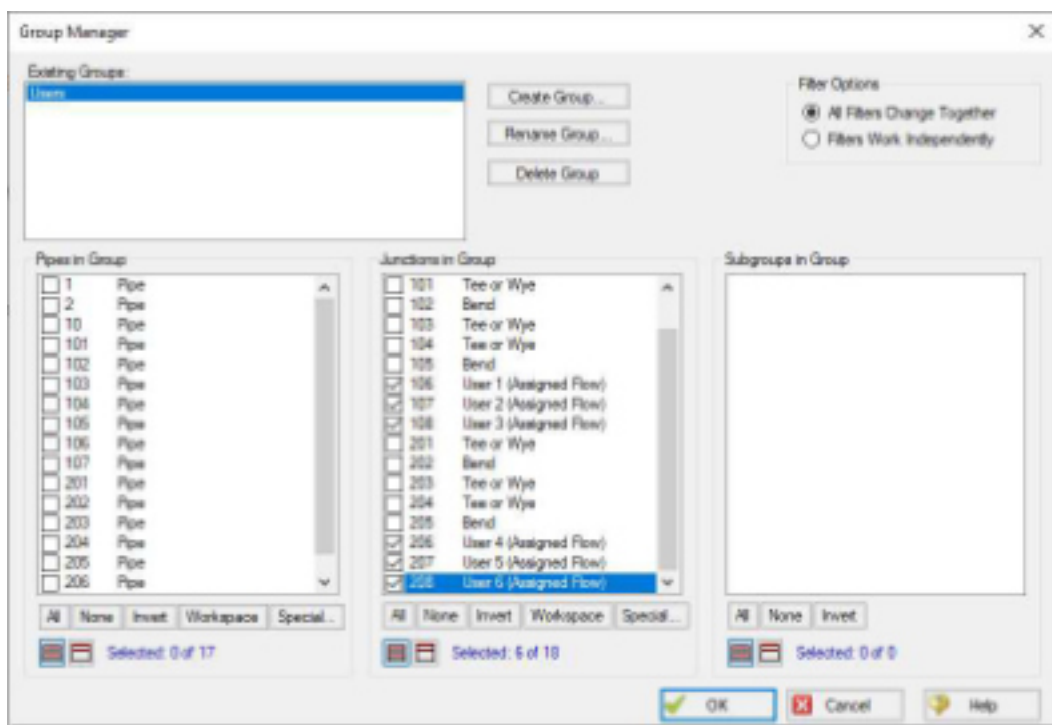 Group Manager
Existing Groups:
Users
Create Group...
Rename Group...
Delete Group
Filter Options
All Filters Change Together
Filters Work Independently
Pipes in Group
1 Pipe
2 Pipe
10 Pipe
101 Pipe
102 Pipe
103 Pipe
104 Pipe
105 Pipe
106 Pipe
107 Pipe
201 Pipe
202 Pipe
203 Pipe
204 Pipe
205 Pipe
206 Pipe
All None Invert Workspace Special...
Selected: 0 of 17
Junctions in Group
101 Tee or Wye
102 Bend
103 Tee or Wye
104 Tee or Wye
105 Bend
106 User 1 (Assigned Flow)
107 User 2 (Assigned Flow)
108 User 3 (Assigned Flow)
201 Tee or Wye
202 Bend
203 Tee or Wye
204 Tee or Wye
205 Bend
206 User 4 (Assigned Flow)
207 User 5 (Assigned Flow)
208 User 6 (Assigned Flow)
All None Invert Workspace Special...
Selected: 6 of 18
Subgroups in Group
All None Invert
Selected: 0 of 0
OK Cancel Help